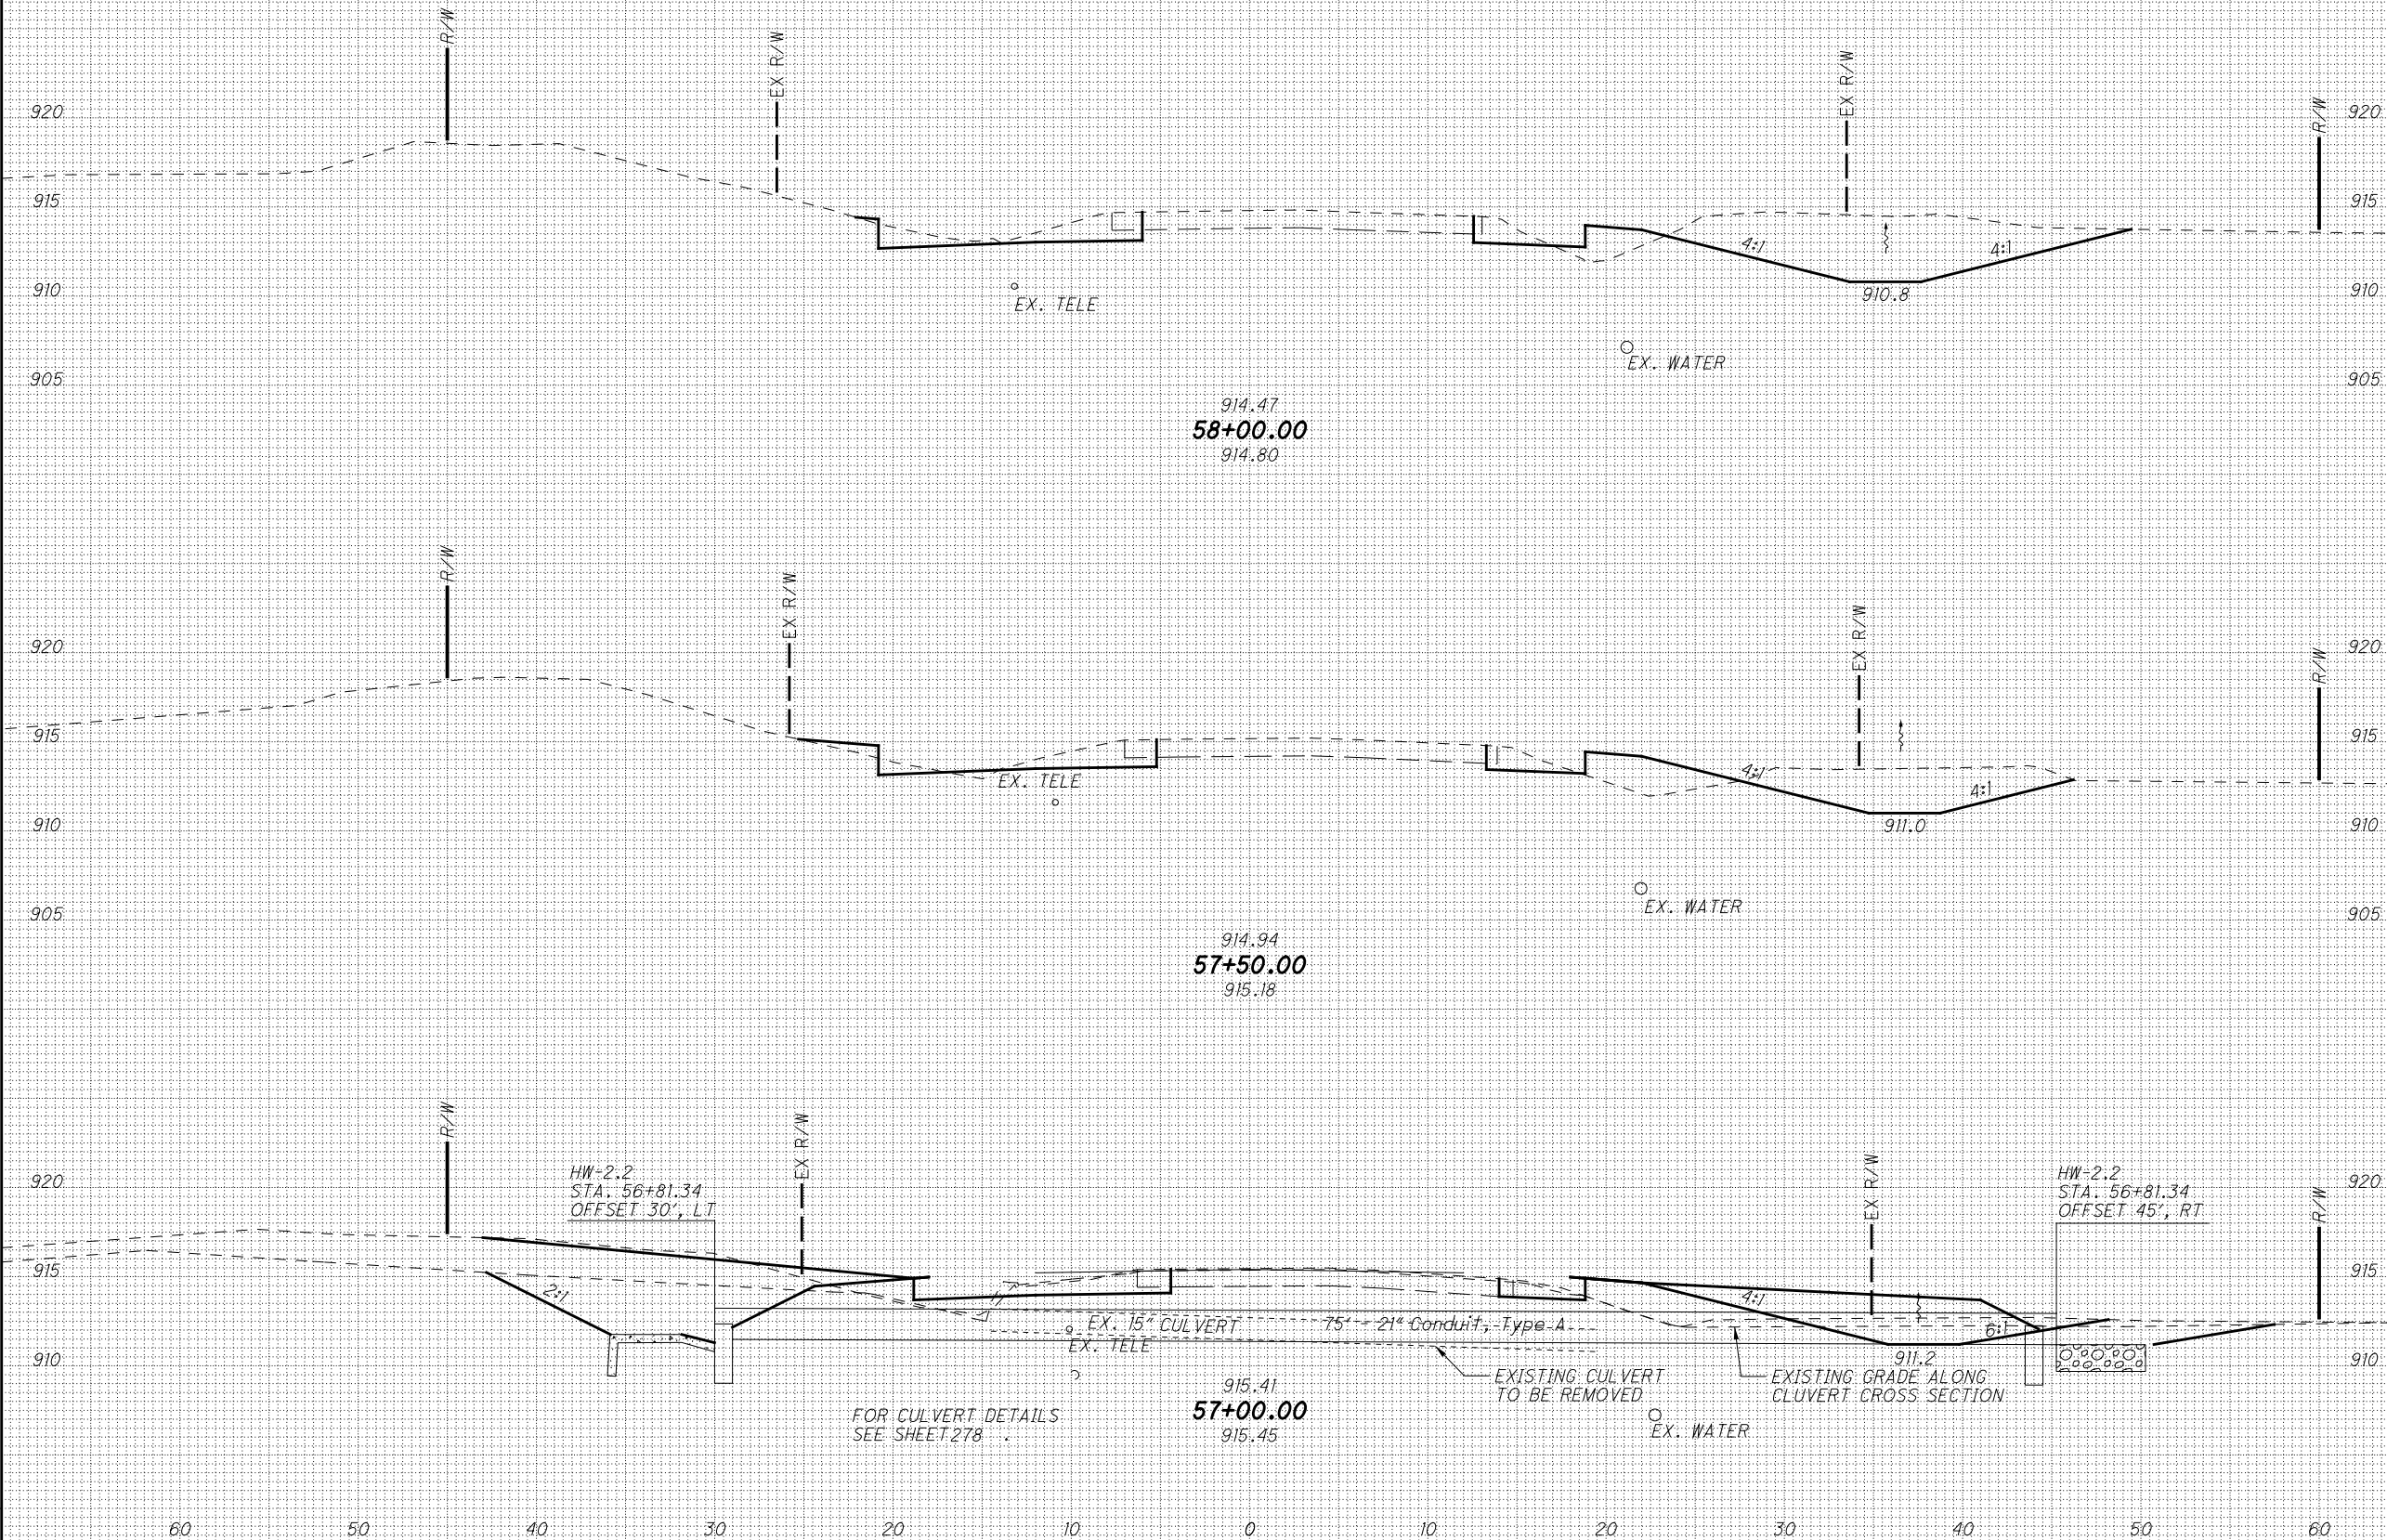 R/W
EX R/W
EX R/W
R/W
920
920
915
915
4:1
4:1
910
910.8
910
EX. TELE
EX. WATER
905
905
914.47
58+00.00
914.80
R/W
EX R/W
EX R/W
R/W
920
920
915
915
EX. TELE
4:1
4:1
910
911.0
910
EX. WATER
905
905
914.94
57+50.00
915.18
R/W
EX R/W
EX R/W
R/W
920
HW-2.2
STA. 56+81.34
OFFSET 30', LT
HW-2.2
STA. 56+81.34
OFFSET 45', RT
920
915
915
2:1
4:1
6:1
EX. 15" CULVERT
75' - 21" Conduit, Type A
EX. TELE
910
911.2
910
EXISTING CULVERT
TO BE REMOVED
EXISTING GRADE ALONG
CLUVERT CROSS SECTION
915.41
57+00.00
915.45
FOR CULVERT DETAILS
SEE SHEET 278 .
EX. WATER
60 50 40 30 20 10 0 10 20 30 40 50 60